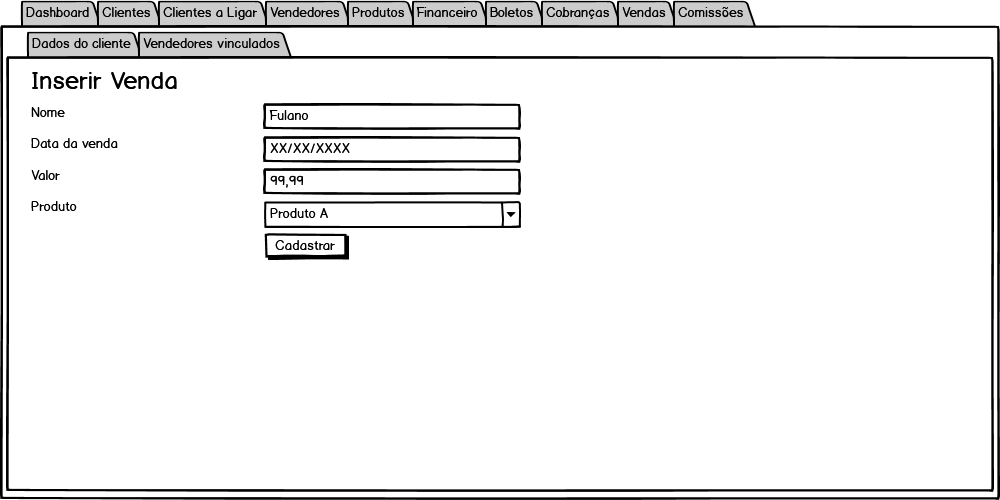 Dashboard Clientes Clientes a Ligar Vendedores Produtos Financeiro Boletos Cobranças Vendas Comissões
Dados do cliente Vendedores vinculados
Inserir Venda
Nome Fulano
Data da venda XX/XX/XXXX
Valor 99,99
Produto Produto A
Cadastrar